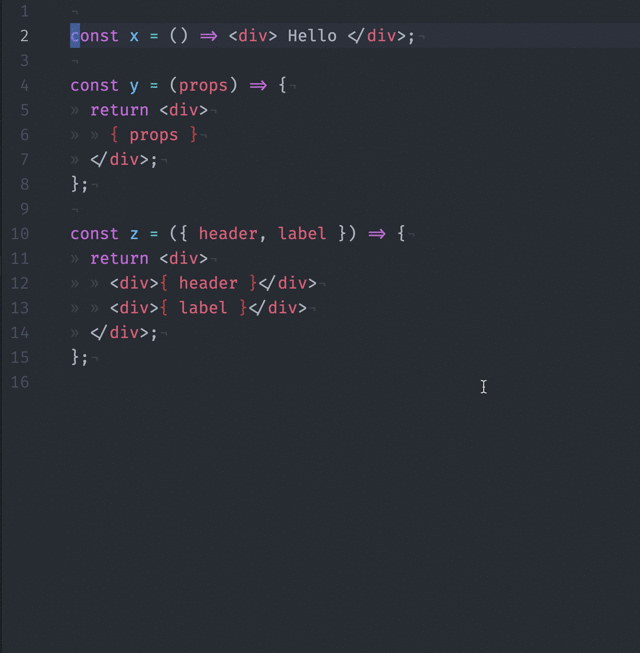 1
2 const x = () => <div> Hello </div>;
3
4 const y = (props) => {
5 return <div>
6 { props }
7 </div>;
8 };
9
10 const z = ({ header, label }) => {
11 return <div>
12 <div>{ header }</div>
13 <div>{ label }</div>
14 </div>;
15 };
16